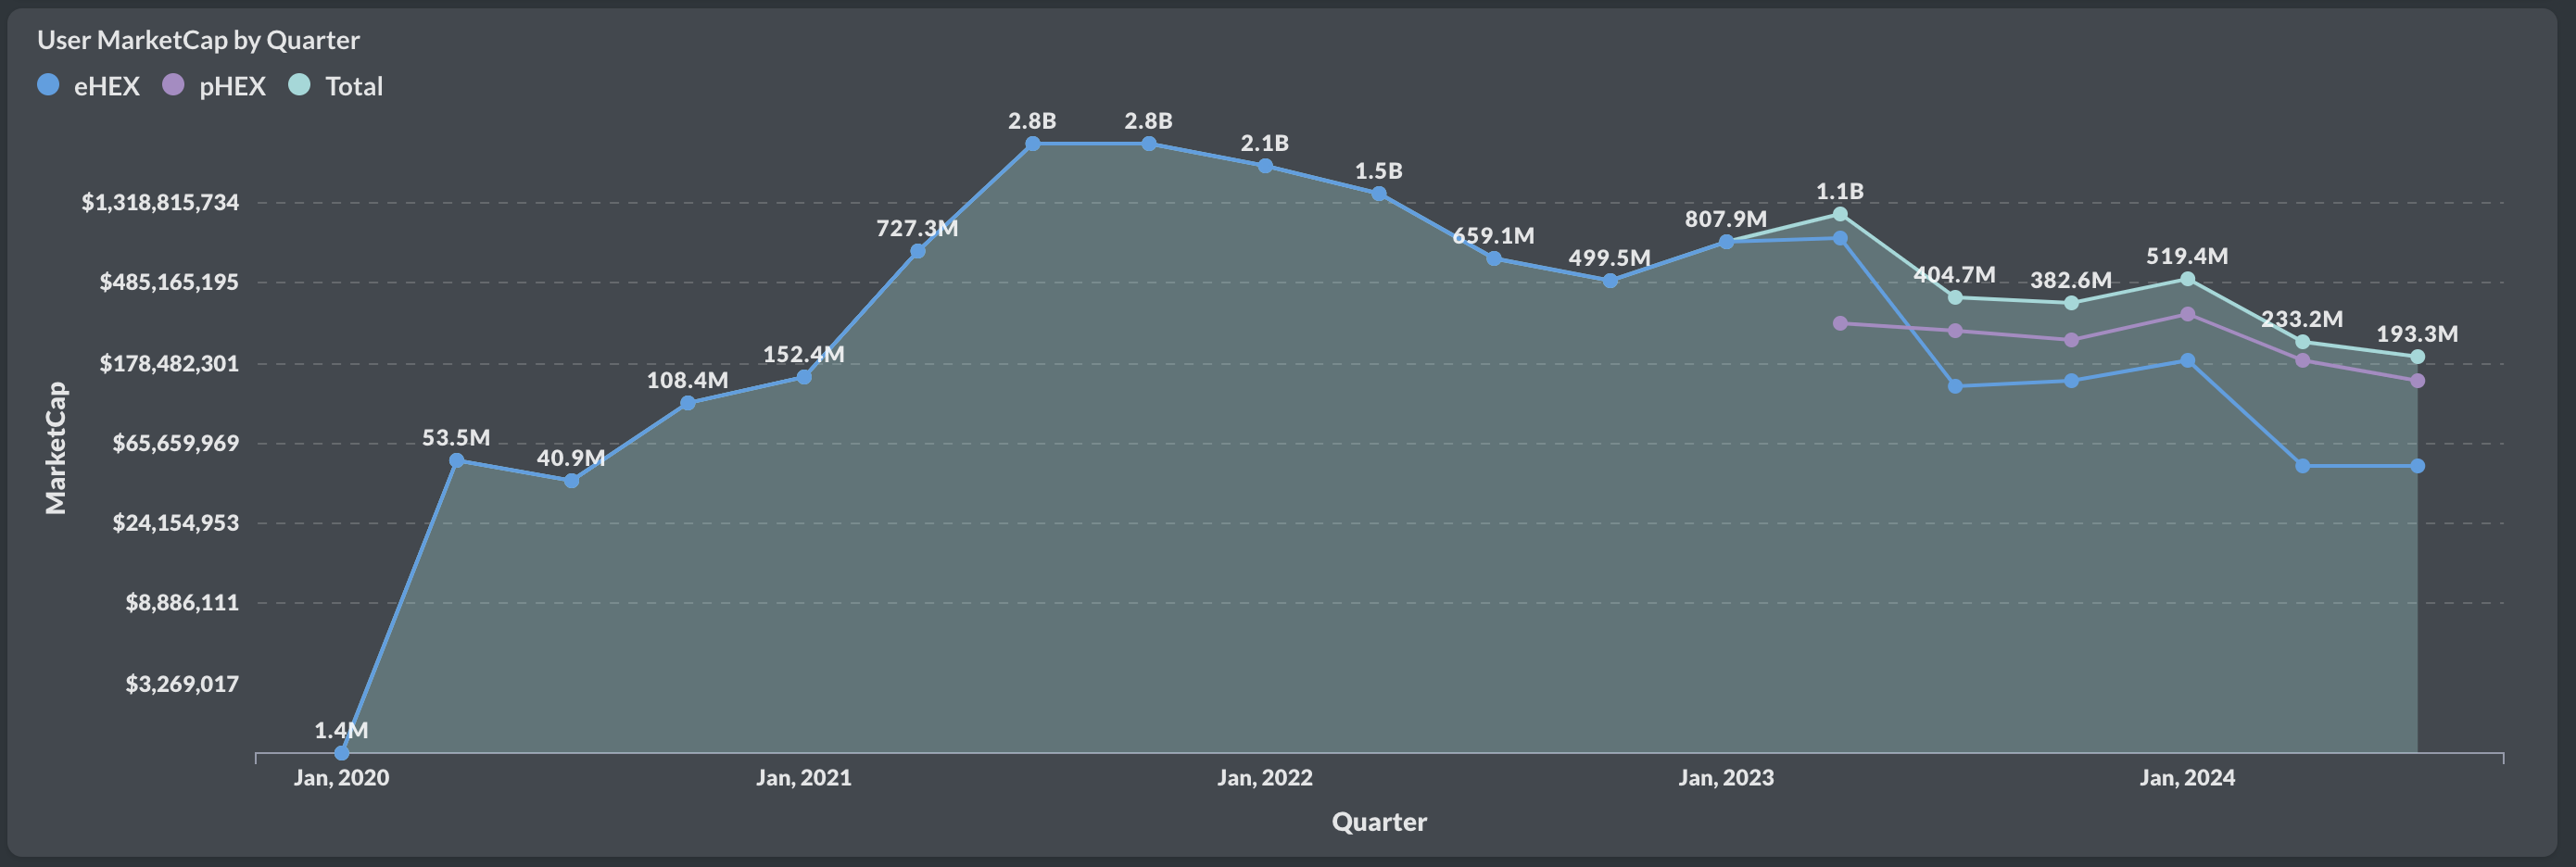 User MarketCap by Quarter
eHEX pHEX Total
2.8B 2.8B
2.1B
1.5B
1.1B
$1,318,815,734
807.9M
727.3M
659.1M
519.4M
499.5M
404.7M 382.6M
$485,165,195
233.2M
193.3M
152.4M
$178,482,301
108.4M
MarketCap
53.5M
$65,659,969
40.9M
$24,154,953
$8,886,111
$3,269,017
1.4M
Jan, 2020 Jan, 2021 Jan, 2022 Jan, 2023 Jan, 2024
Quarter